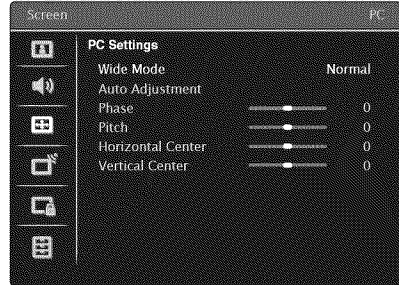 Screen PC
PC Settings
Wide Mode Normal
Auto Adjustment
Phase 0
Pitch 0
Horizontal Center 0
Vertical Center 0